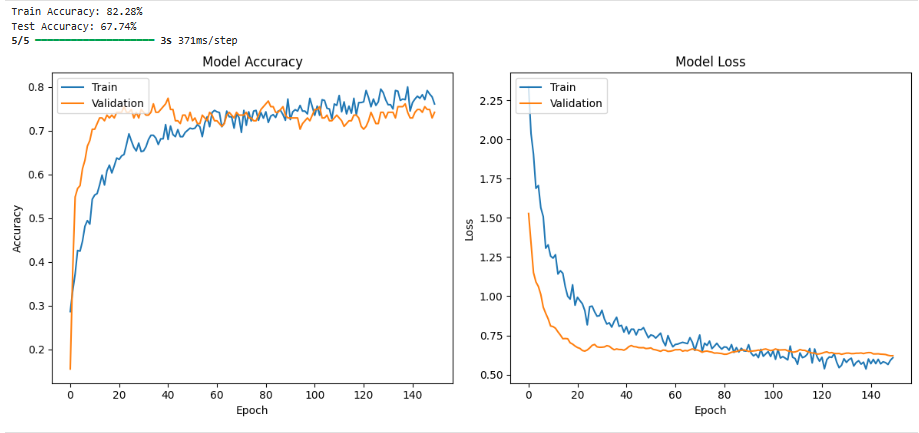 Train Accuracy: 82.28%
Test Accuracy: 67.74%
5/5 ━━━━━━━━━━━━━━━━━━━━ 3s 371ms/step
Model Accuracy
Train
Validation
0.8
0.7
0.6
0.5
0.4
0.3
0.2
Accuracy
0 20 40 60 80 100 120 140
Epoch
Model Loss
Train
Validation
2.25
2.00
1.75
1.50
1.25
1.00
0.75
0.50
Loss
0 20 40 60 80 100 120 140
Epoch